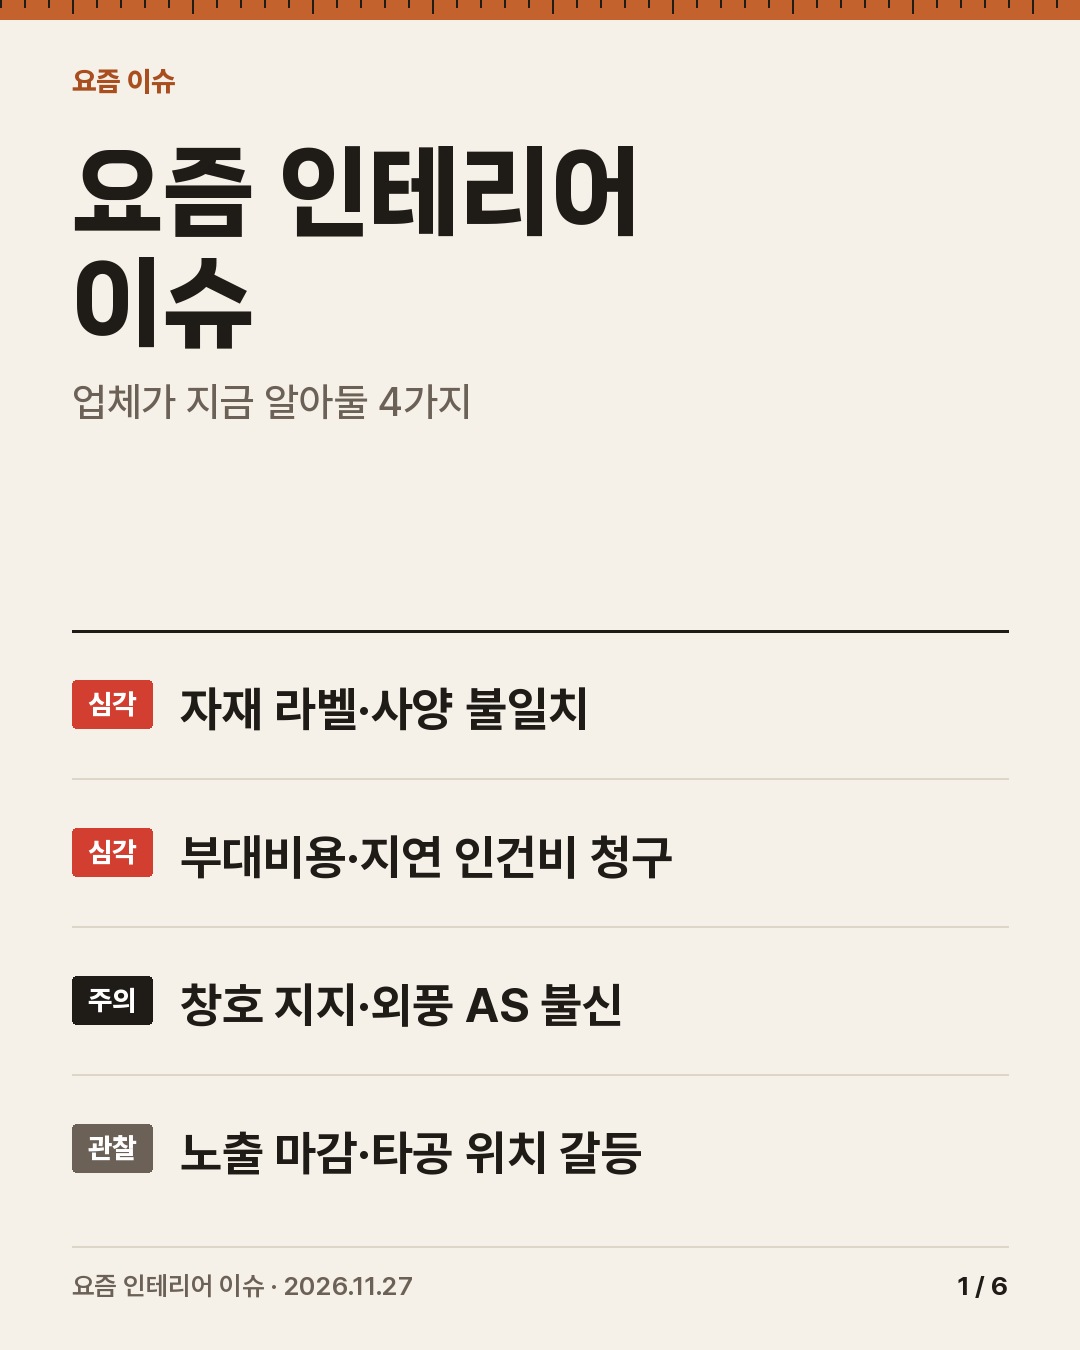 요즘 이슈
요즘 인테리어
이슈
업체가 지금 알아둘 4가지
심각 자재 라벨·사양 불일치
심각 부대비용·지연 인건비 청구
주의 창호 지지·외풍 AS 불신
관찰 노출 마감·타공 위치 갈등
요즘 인테리어 이슈 · 2026.11.27 1 / 6